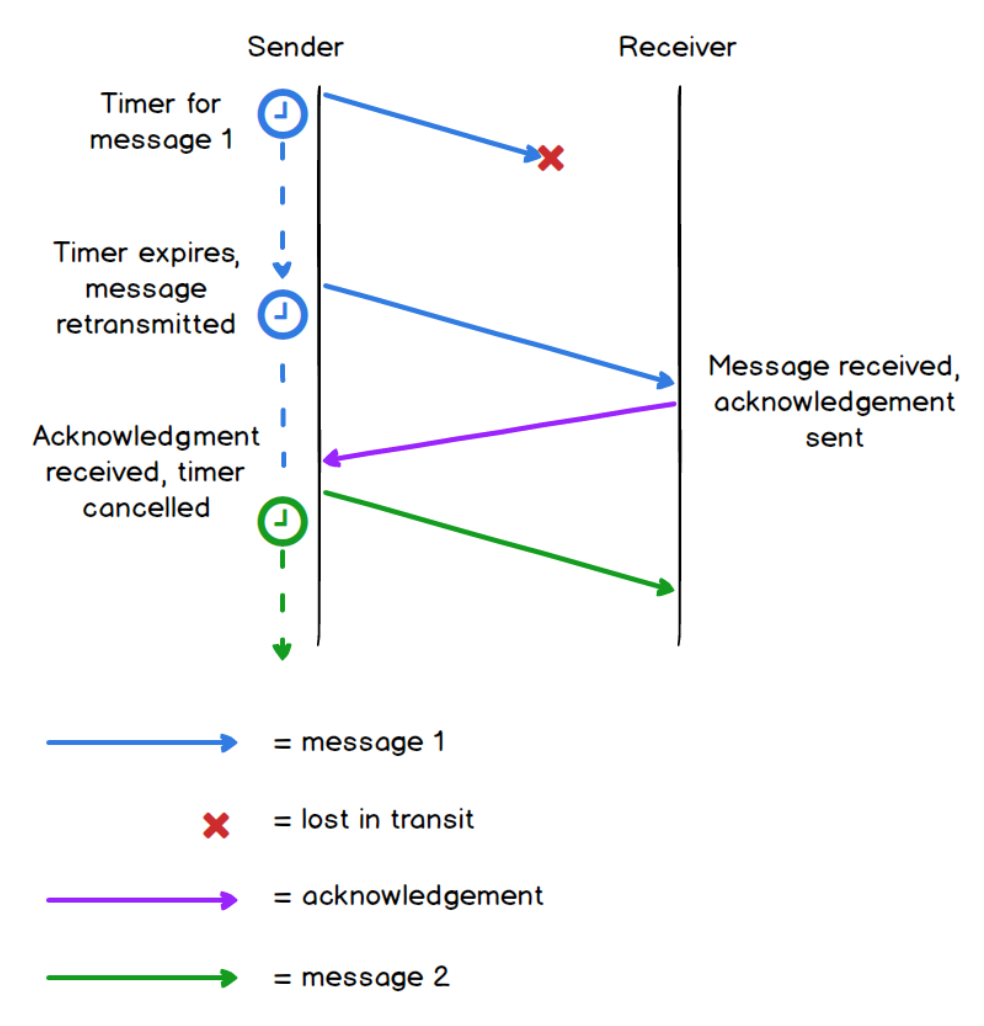 Sender
Receiver
Timer for
message 1
Timer expires,
message
retransmitted
Message received,
acknowledgement
sent
Acknowledgment
received, timer
cancelled
= message 1
= lost in transit
= acknowledgement
= message 2